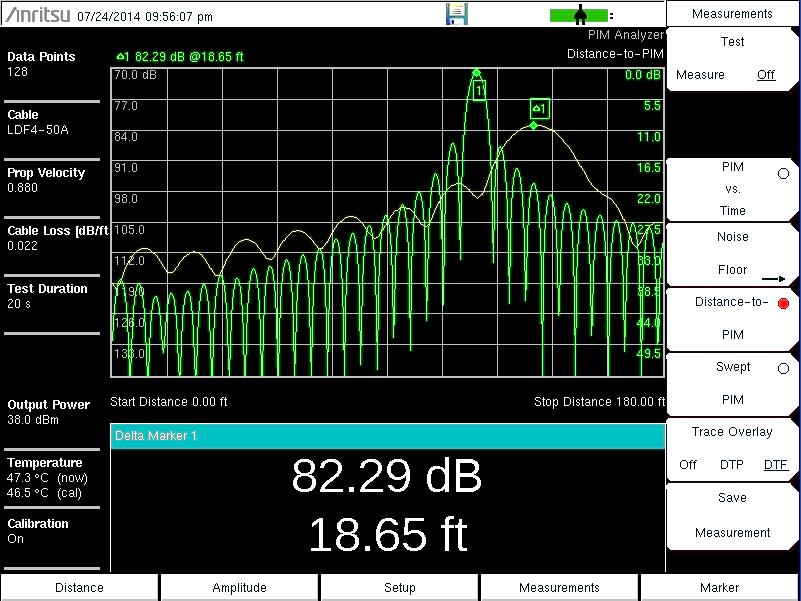 Anritsu 07/24/2014 09:56:07 pm
Measurements
PIM Analyzer
Distance-to-PIM
Δ1 82.29 dB @18.65 ft
Data Points
128
Cable
LDF4-50A
Prop Velocity
0.880
Cable Loss [dB/ft
0.022
Test Duration
20 s
Output Power
38.0 dBm
Temperature
47.3 °C (now)
46.5 °C (cal)
Calibration
On
70.0 dB
77.0
84.0
91.0
98.0
105.0
112.0
126.0
133.0
1
Δ1
0.0 dB
5.5
11.0
16.5
22.0
27.5
33.0
38.5
44.0
49.5
Start Distance 0.00 ft
Stop Distance 180.00 ft
Delta Marker 1
82.29 dB
18.65 ft
Test
Measure Off
PIM
vs.
Time
Noise
Floor
Distance-to-
PIM
Swept
PIM
Trace Overlay
Off DTP DTF
Save
Measurement
Distance
Amplitude
Setup
Measurements
Marker